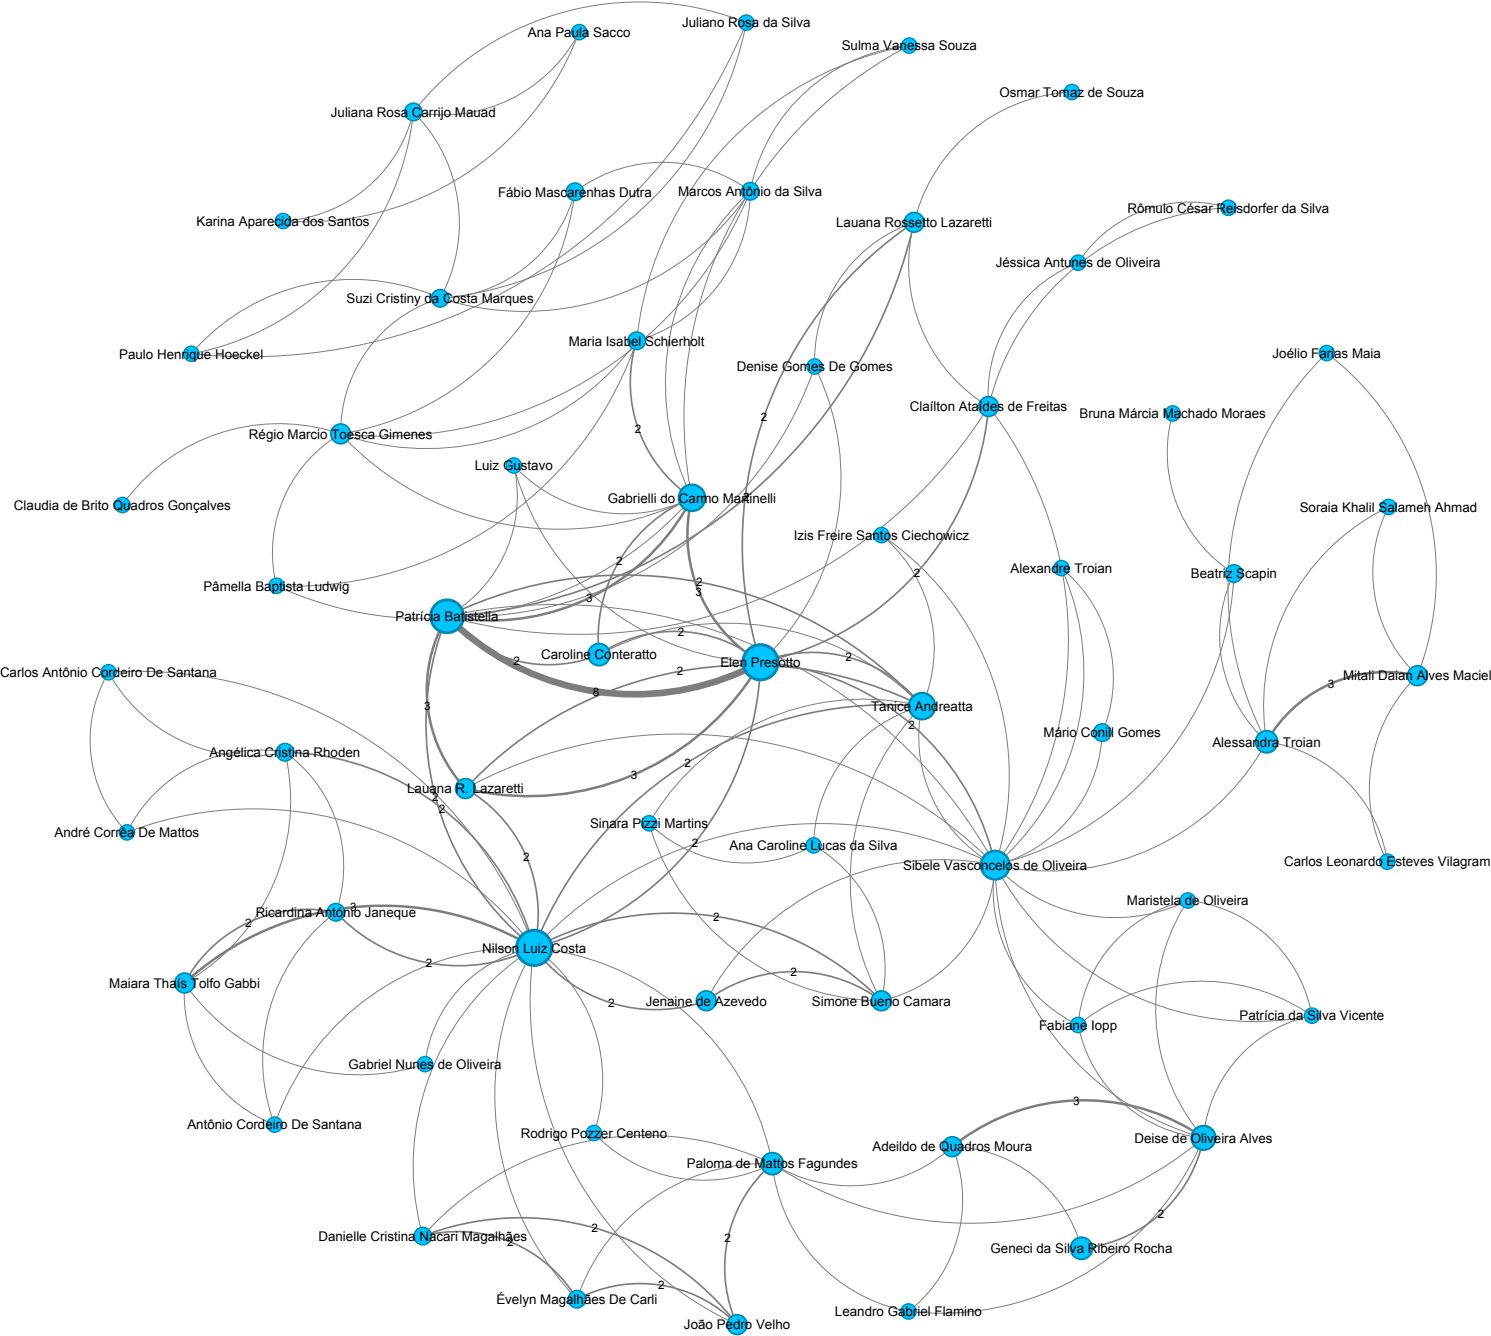 Juliano Rosa da Silva
Ana Paula Sacco
Sulma Vanessa Souza
Osmar Tomaz de Souza
Juliana Rosa Carrijo Mauad
Fábio Mascarenhas Dutra
Marcos Antônio da Silva
Rômulo César Reisdorfer da Silva
Karina Aparecida dos Santos
Lauana Rossetto Lazaretti
Jéssica Antunes de Oliveira
Suzi Cristiny da Costa Marques
Maria Isabel Schierholt
Paulo Henrique Hoeckel
Joélio Farias Maia
Denise Gomes De Gomes
Claílton Ataídes de Freitas
Bruna Márcia Machado Moraes
2
2
Régio Marcio Toesca Gimenes
Luiz Gustavo
Gabrielli do Carmo Martinelli
2
Claudia de Brito Quadros Gonçalves
Soraia Khalil Salameh Ahmad
Izis Freire Santos Ciechowicz
2
Alexandre Troian
2
Beatriz Scapin
Pâmella Baptista Ludwig
2
3
3
Patrícia Batistella
2
Caroline Conteratto
2
Elen Presotto
2
2
Carlos Antônio Cordeiro De Santana
Mitali Daian Alves Maciel
3
8
3
Tanice Andreatta
2
Mário Conill Gomes
Alessandra Troian
Angélica Cristina Rhoden
2
3
Lauana R. Lazaretti
2
2
Sinara Pizzi Martins
André Corrêa De Mattos
Ana Caroline Lucas da Silva
2
2
Sibele Vasconcelos de Oliveira
Carlos Leonardo Esteves Vilagram
Maristela de Oliveira
3
Ricardina António Janeque
2
2
Nilson Luiz Costa
2
2
Maiara Thaís Tolfo Gabbi
2
Jenaine de Azevedo
Simone Bueno Camara
Patrícia da Silva Vicente
Fabiane Iopp
Gabriel Nunes de Oliveira
3
Antônio Cordeiro De Santana
Rodrigo Pozzer Centeno
Adeildo de Quadros Moura
Deise de Oliveira Alves
Paloma de Mattos Fagundes
2
2
2
Danielle Cristina Nacari Magalhães
2
Geneci da Silva Ribeiro Rocha
2
Évelyn Magalhães De Carli
Leandro Gabriel Flamino
João Pedro Velho